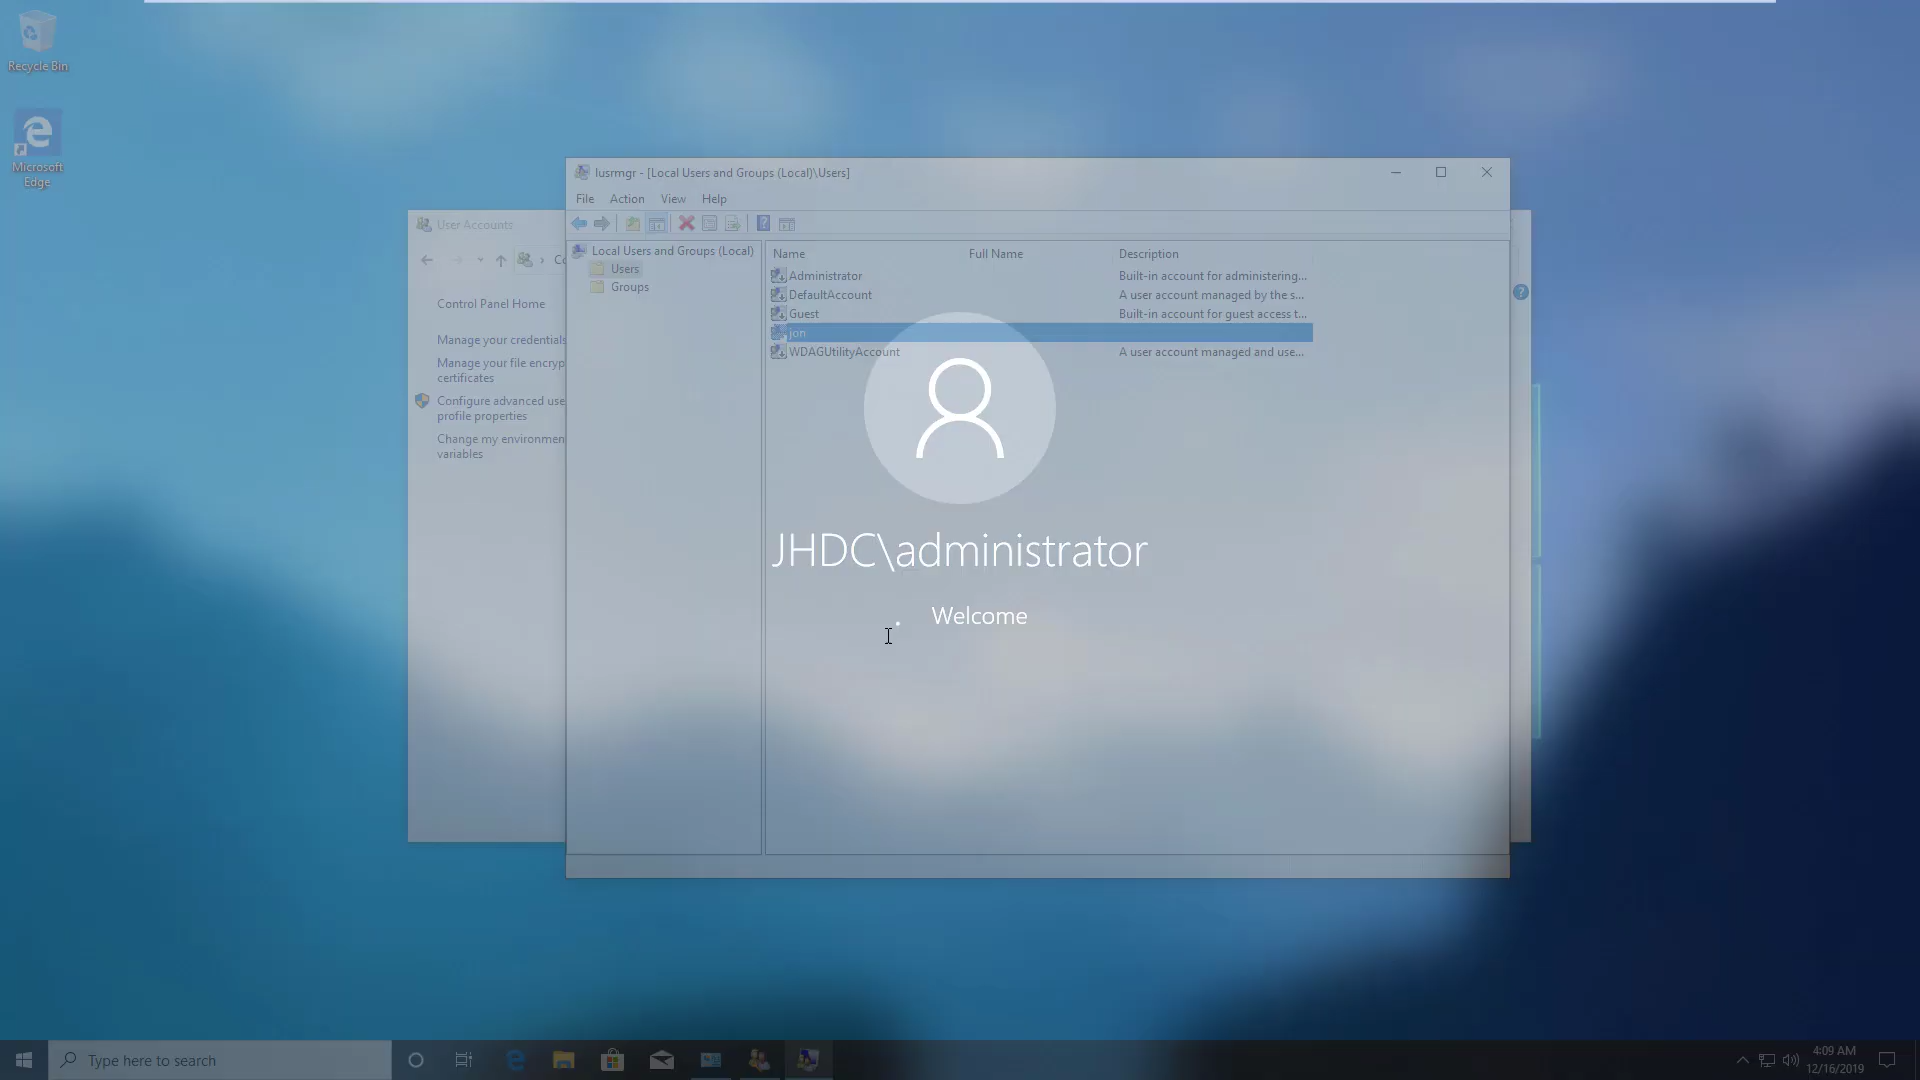 Recycle Bin
Microsoft
Edge
lusrmgr - [Local Users and Groups (Local)\Users]
File Action View Help
User Accounts
Control Panel Home
Manage your credentials
Manage your file encryp
certificates
Configure advanced use
profile properties
Change my environmen
variables
Local Users and Groups (Local)
Users
Groups
Name Full Name Description
Administrator Built-in account for administering...
DefaultAccount A user account managed by the s...
Guest Built-in account for guest access t...
jon
WDAGUtilityAccount A user account managed and use...
JHDC\administrator
Welcome
Type here to search
4:09 AM
12/16/2019